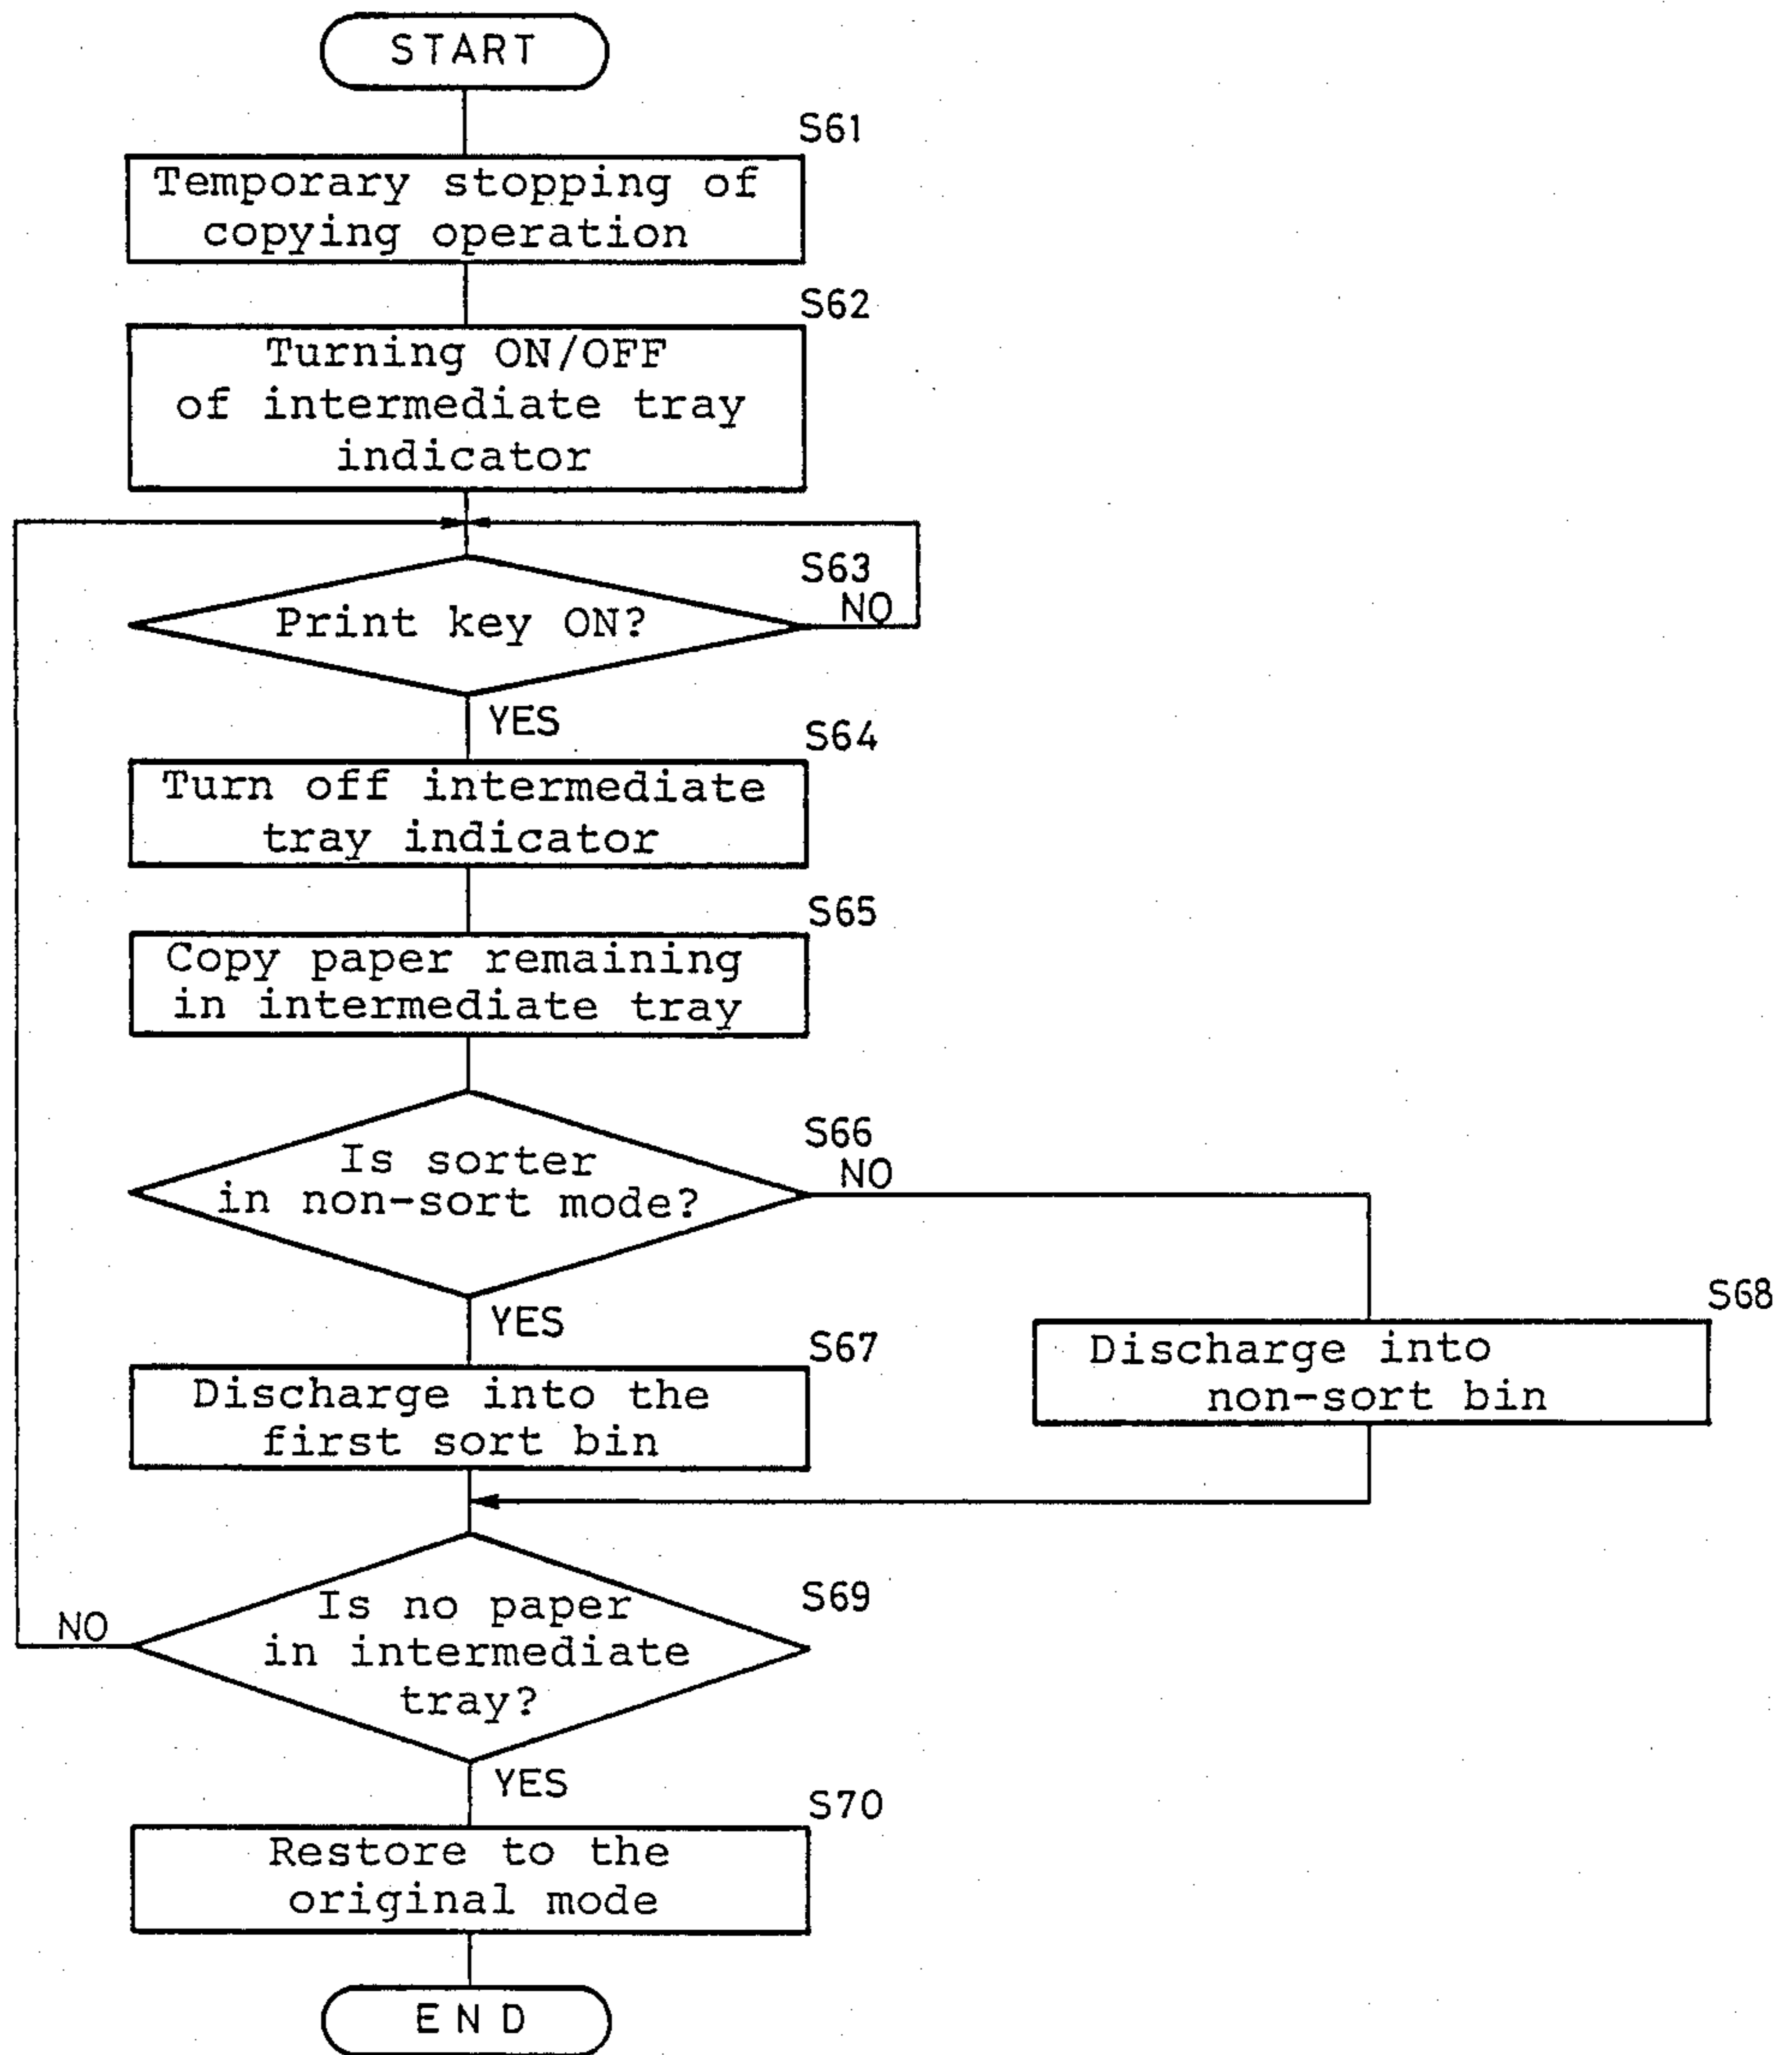 START
S61
Temporary stopping of
copying operation
S62
Turning ON/OFF
of intermediate tray
indicator
S63
NO
Print key ON?
YES
S64
Turn off intermediate
tray indicator
S65
Copy paper remaining
in intermediate tray
S66
NO
Is sorter
in non-sort mode?
YES
S67
Discharge into the
first sort bin
S68
Discharge into
non-sort bin
S69
Is no paper
in intermediate
tray?
NO
YES
S70
Restore to the
original mode
END